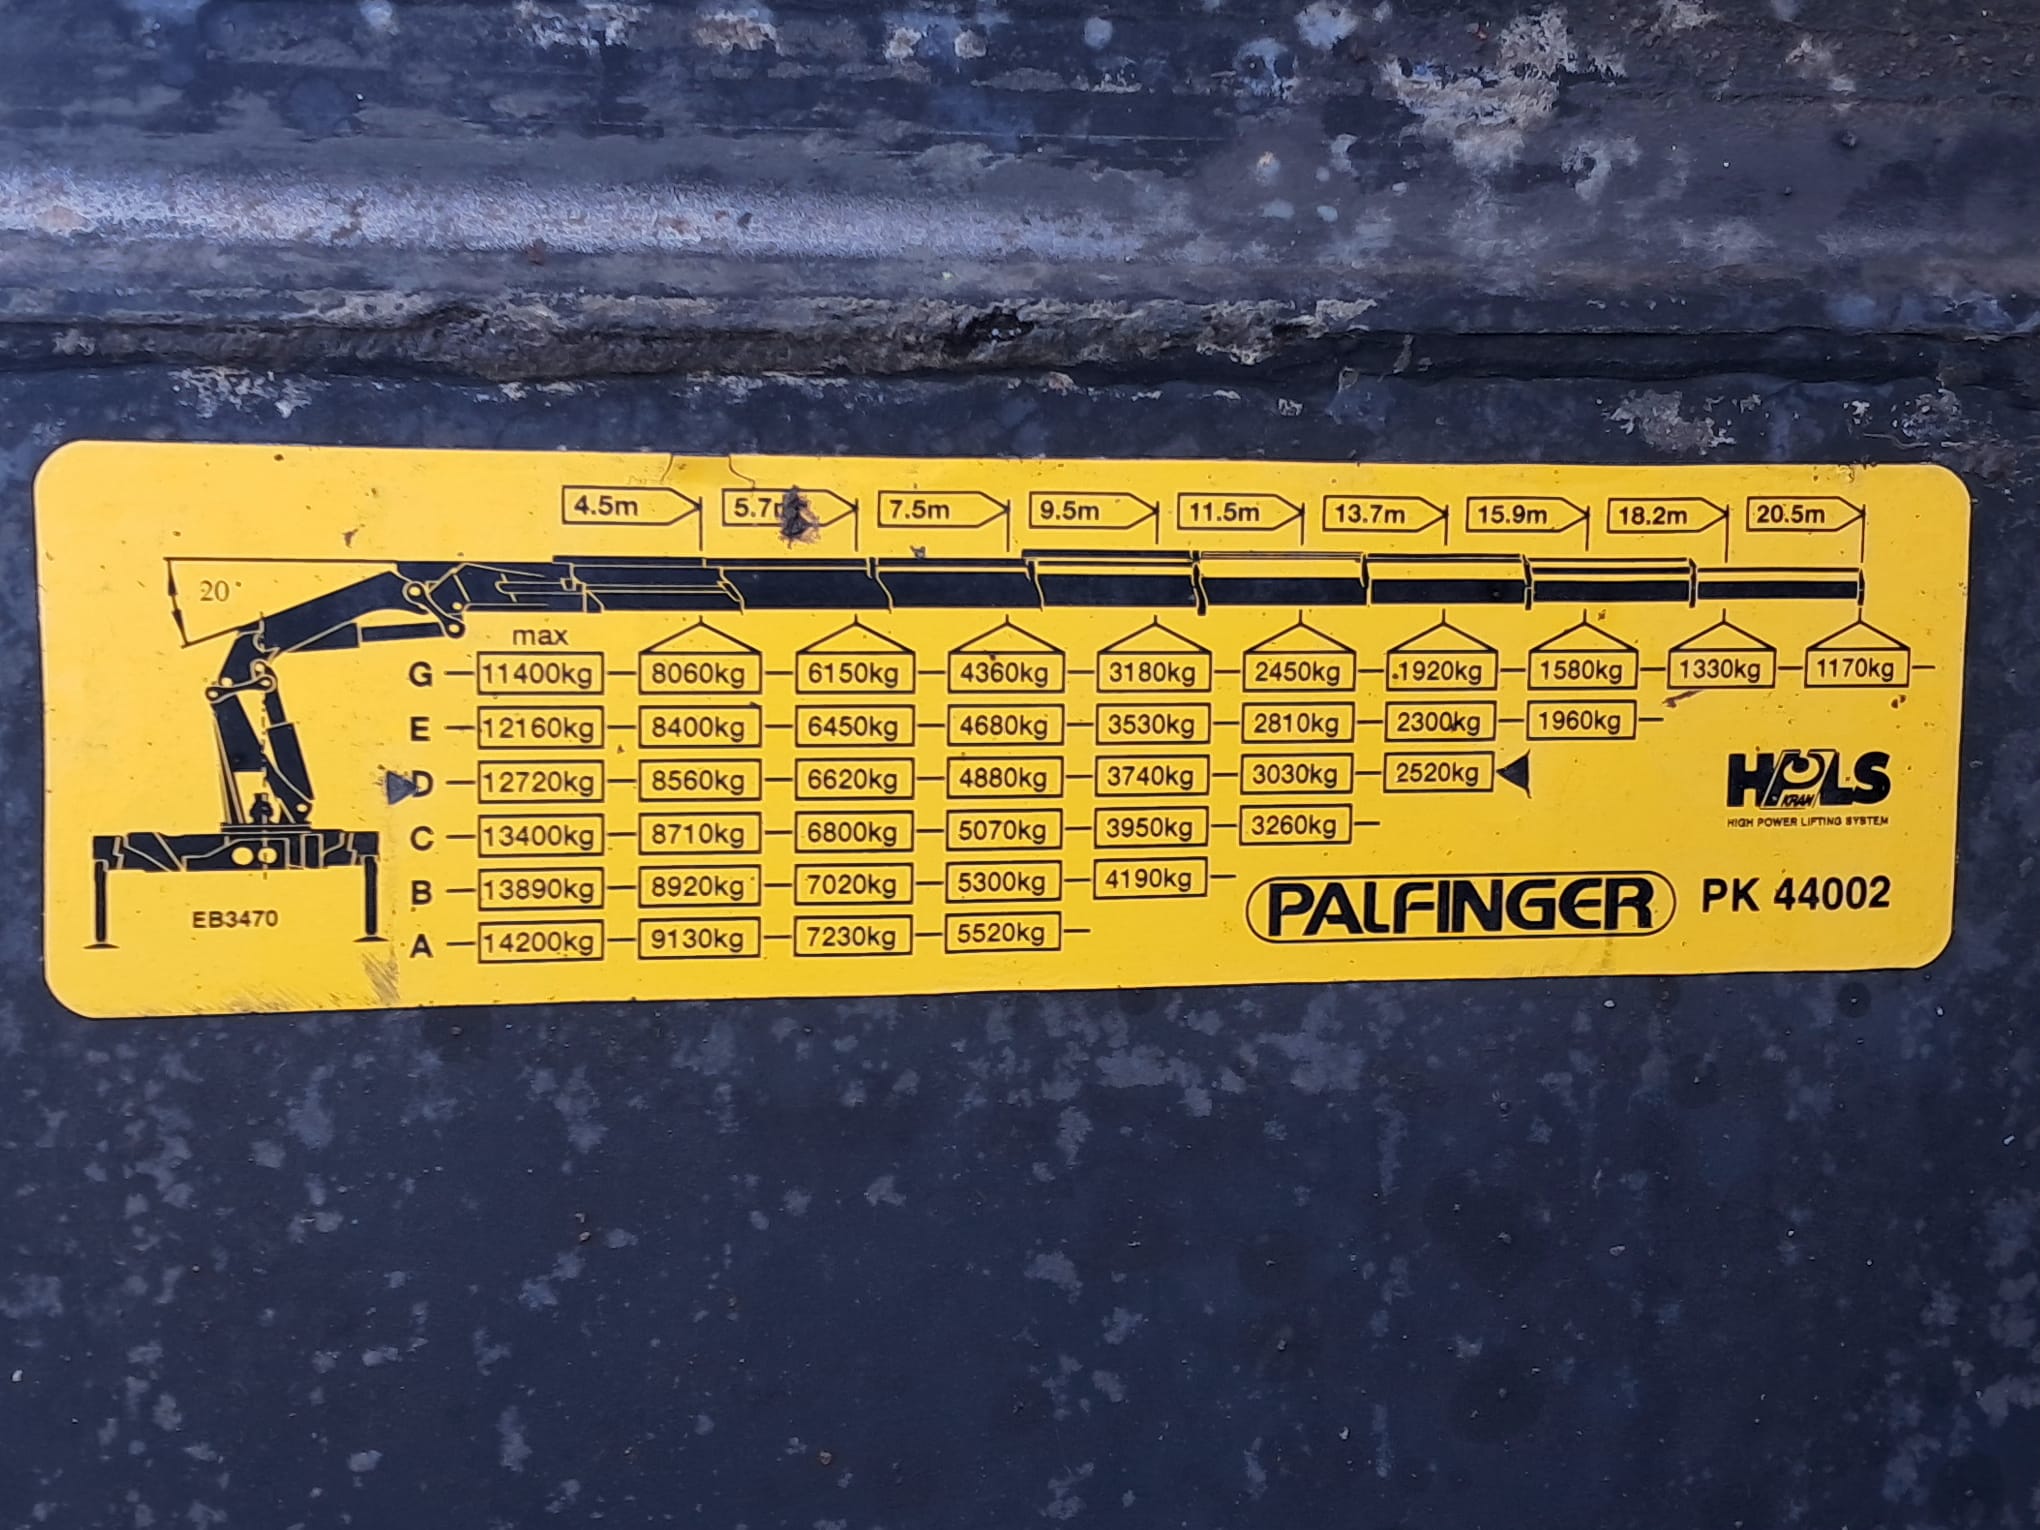 4.5m 5.7m 7.5m 9.5m 11.5m 13.7m 15.9m 18.2m 20.5m
20°
max
G 11400kg 8060kg 6150kg 4360kg 3180kg 2450kg 1920kg 1580kg 1330kg 1170kg
E 12160kg 8400kg 6450kg 4680kg 3530kg 2810kg 2300kg 1960kg
D 12720kg 8560kg 6620kg 4880kg 3740kg 3030kg 2520kg
HPLS
KRAN
HIGH POWER LIFTING SYSTEM
C 13400kg 8710kg 6800kg 5070kg 3950kg 3260kg
B 13890kg 8920kg 7020kg 5300kg 4190kg
PALFINGER PK 44002
EB3470
A 14200kg 9130kg 7230kg 5520kg